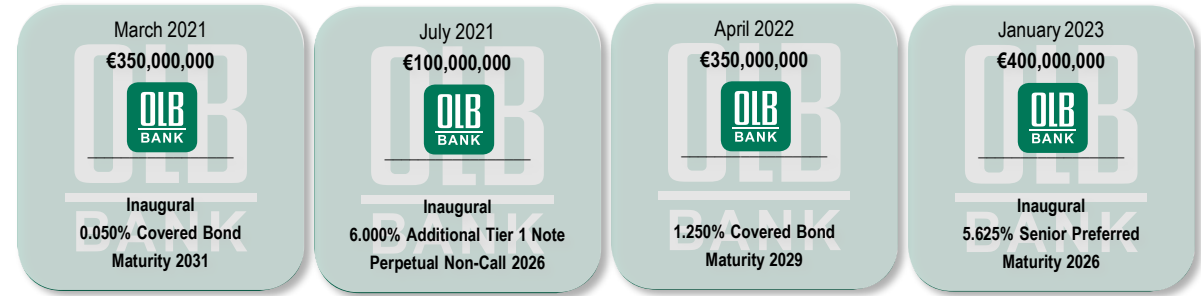 March 2021
€350,000,000
OLB
BANK
Inaugural
0.050% Covered Bond
Maturity 2031
July 2021
€100,000,000
OLB
BANK
Inaugural
6.000% Additional Tier 1 Note
Perpetual Non-Call 2026
April 2022
€350,000,000
OLB
BANK
1.250% Covered Bond
Maturity 2029
January 2023
€400,000,000
OLB
BANK
Inaugural
5.625% Senior Preferred
Maturity 2026